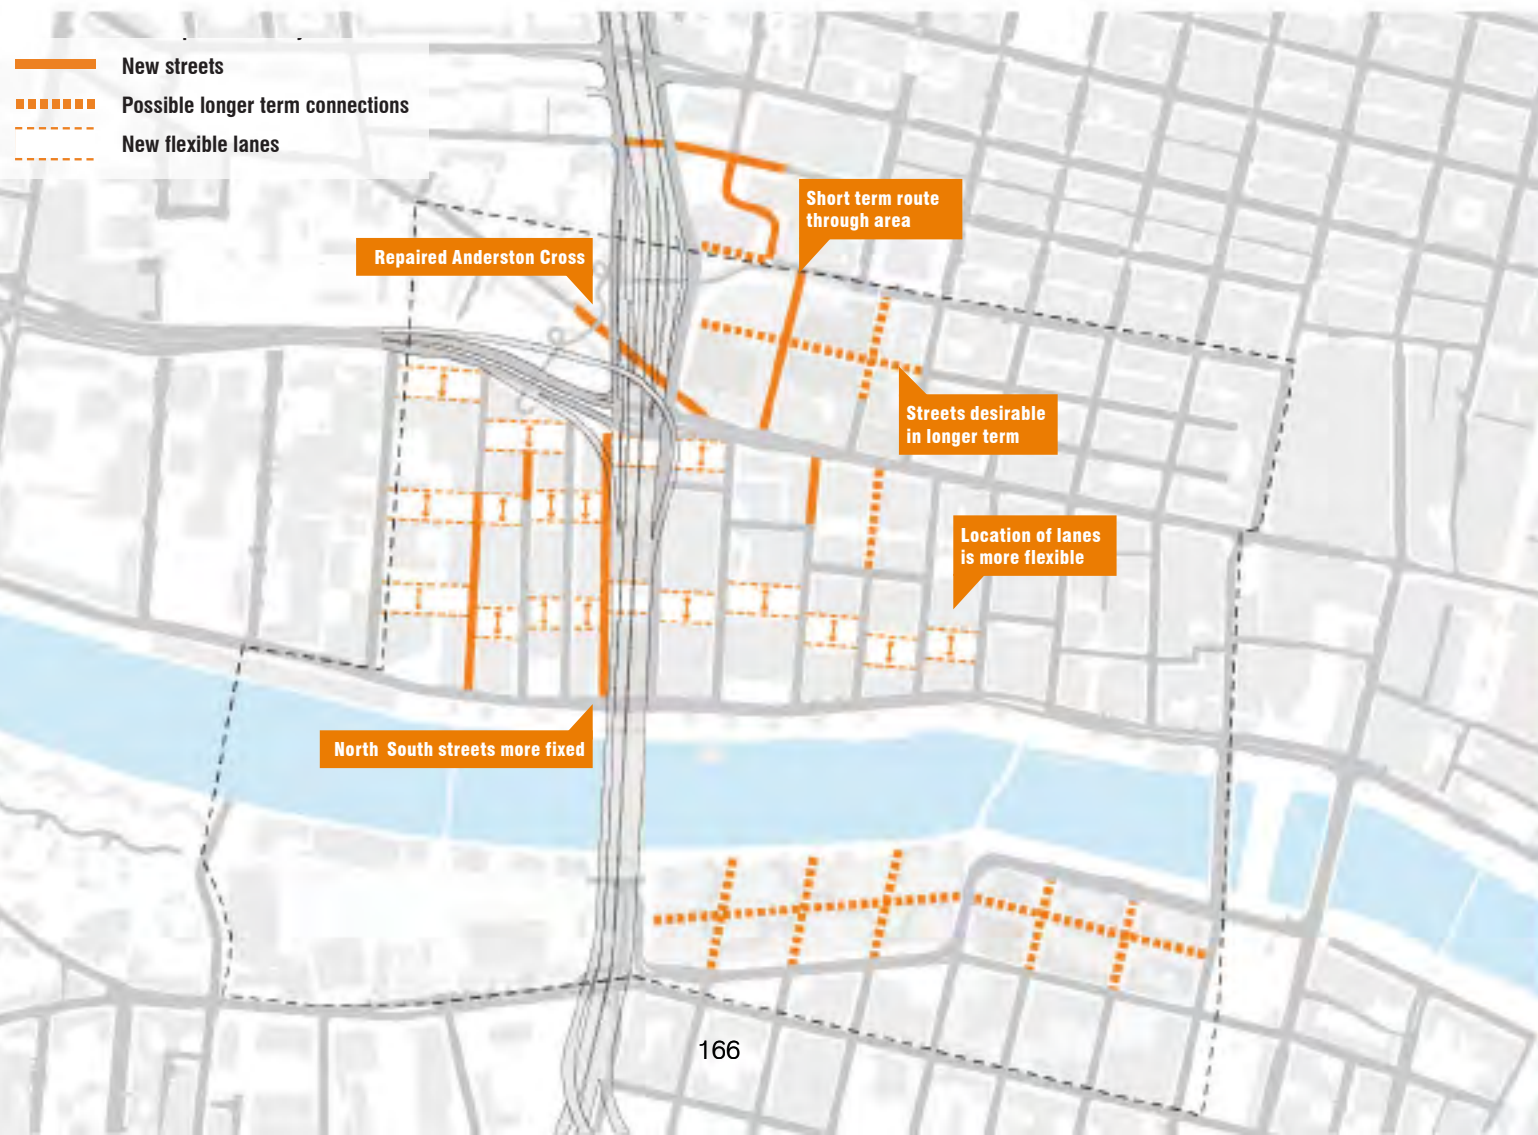 New streets
Possible longer term connections
New flexible lanes
Short term route
through area
Repaired Anderston Cross
Streets desirable
in longer term
Location of lanes
is more flexible
North South streets more fixed
166